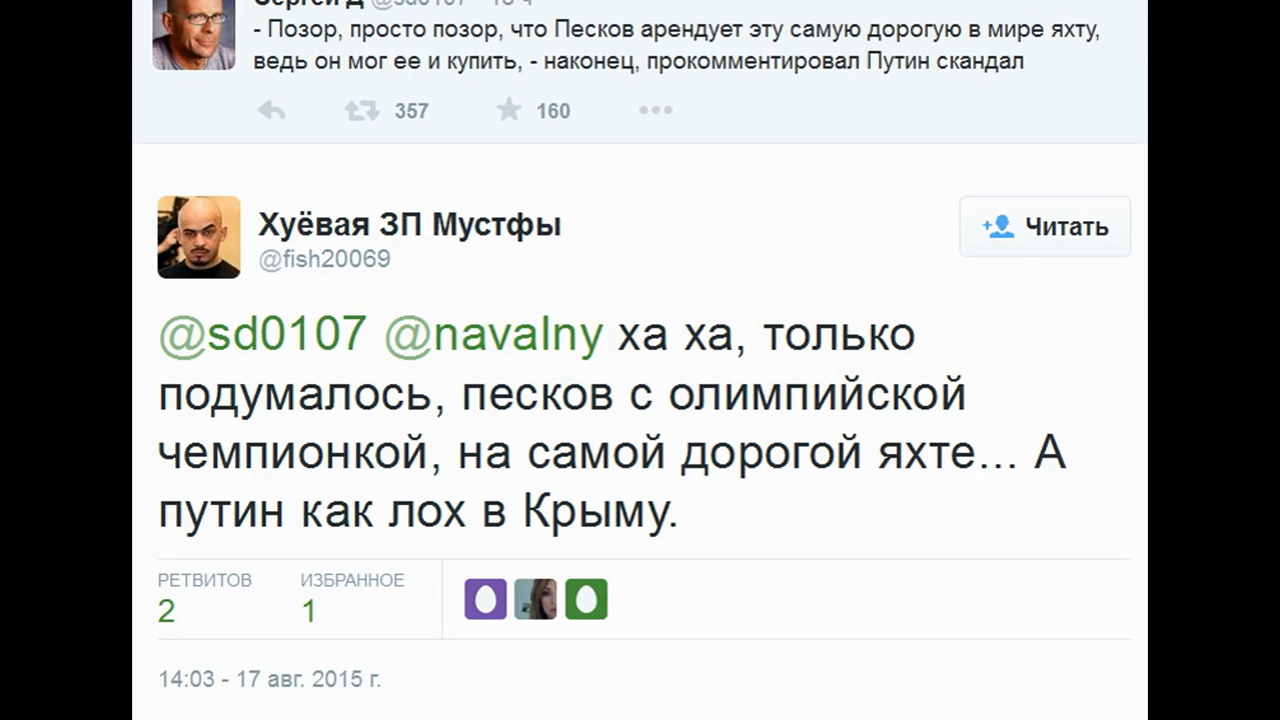 Сергей Д @sd0107
- Позор, просто позор, что Песков арендует эту самую дорогую в мире яхту,
ведь он мог ее и купить, - наконец, прокомментировал Путин скандал
357 160
Хуёвая ЗП Мустфы
@fish20069
Читать
@sd0107 @navalny ха ха, только
подумалось, песков с олимпийской
чемпионкой, на самой дорогой яхте... А
путин как лох в Крыму.
РЕТВИТОВ ИЗБРАННОЕ
2 1
14:03 - 17 авг. 2015 г.